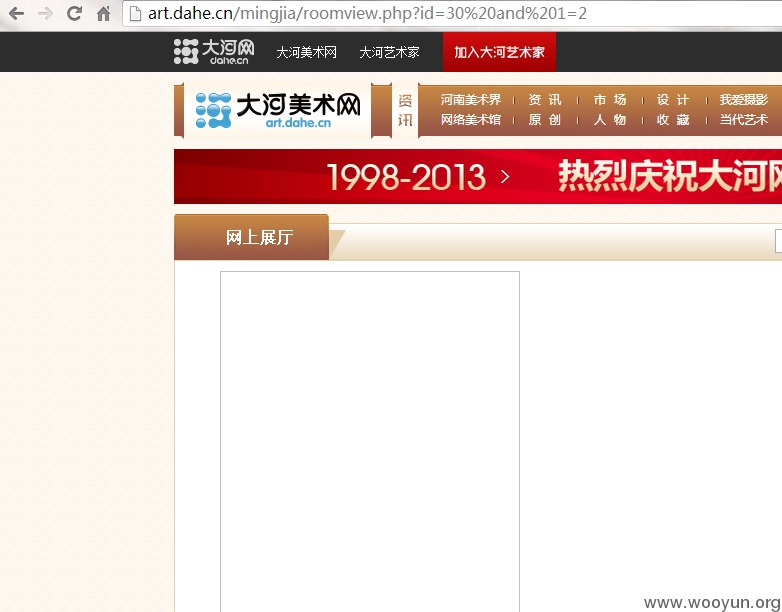 art.dahe.cn/mingjia/roomview.php?id=30%20and%201=2
大河网 dahe.cn 大河美术网 大河艺术家 加入大河艺术家
大河美术网
art.dahe.cn
资讯
河南美术界 资 讯 市 场 设 计 我爱摄影
网络美术馆 原 创 人 物 收 藏 当代艺术
1998-2013 热烈庆祝大河网
网上展厅
www.wooyun.org